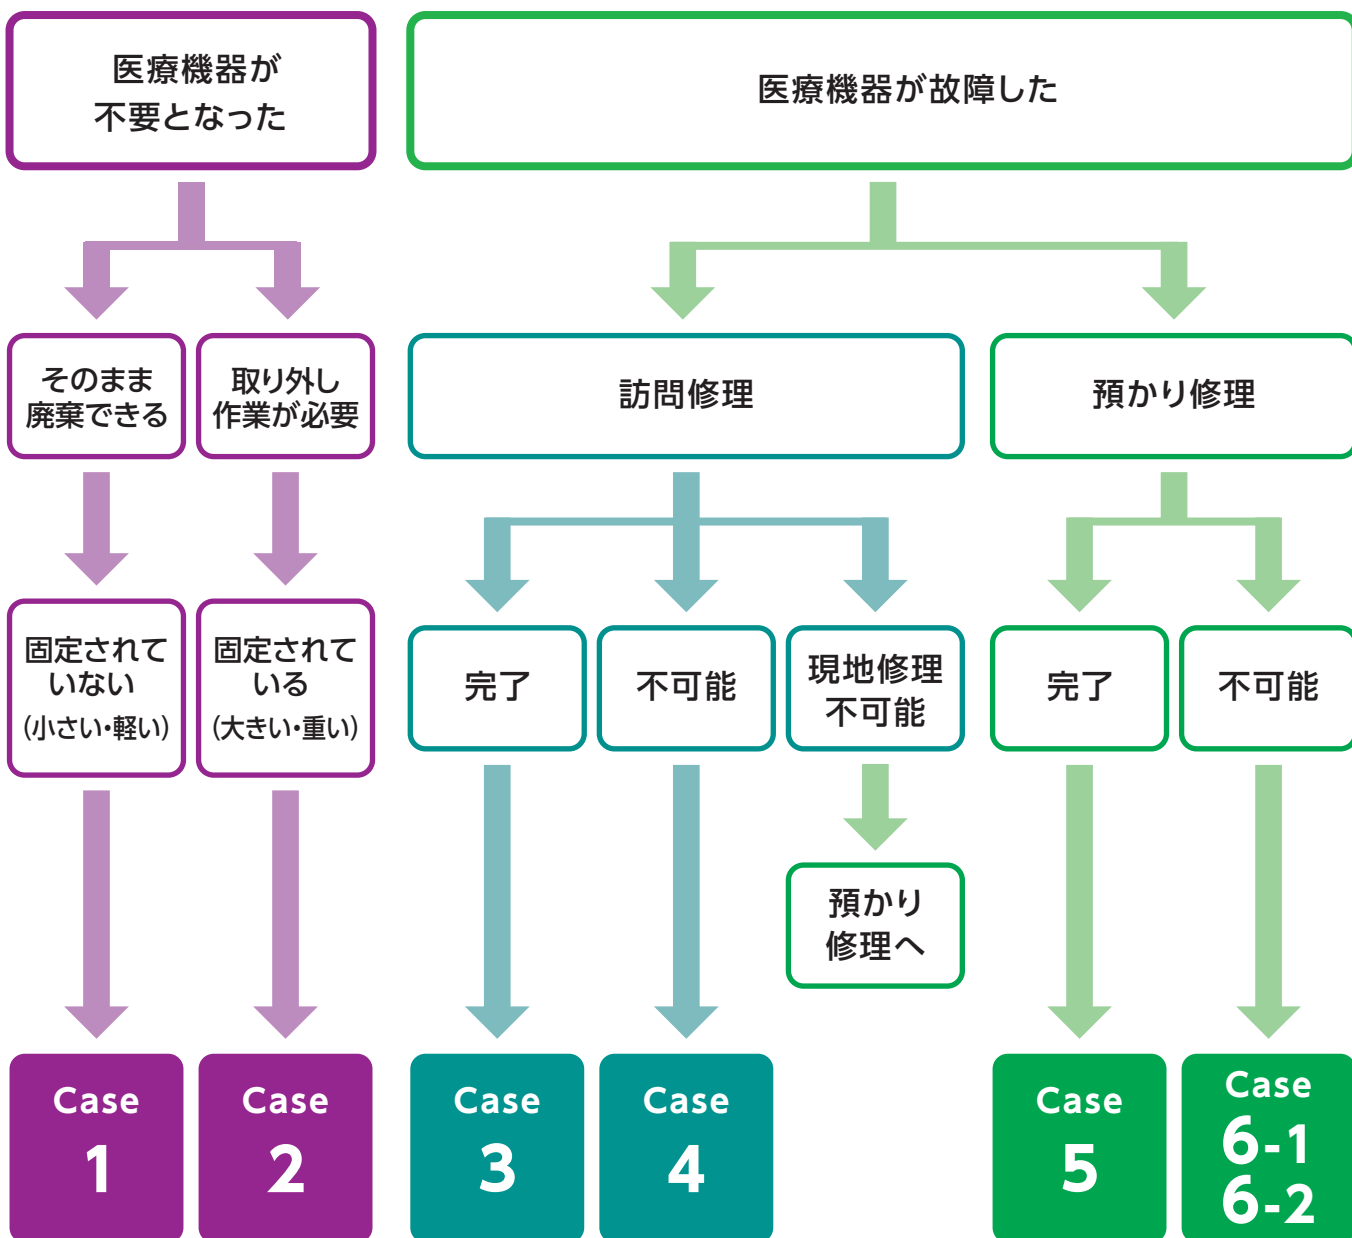 医療機器が
不要となった
医療機器が故障した
そのまま
廃棄できる
取り外し
作業が必要
訪問修理
預かり修理
固定されて
いない
(小さい・軽い)
固定されて
いる
(大きい・重い)
完了
不可能
現地修理
不可能
完了
不可能
預かり
修理へ
Case
1
Case
2
Case
3
Case
4
Case
5
Case
6-1
6-2